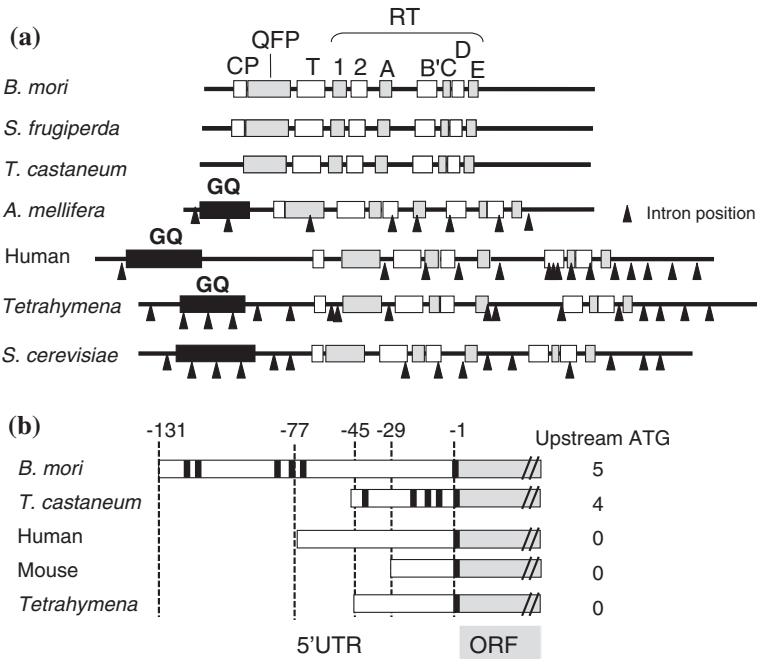 (a)
RT
QFP
CP T 1 2 A B'C D E
B. mori
S. frugiperda
T. castaneum
GQ
A. mellifera
Intron position
GQ
Human
GQ
Tetrahymena
S. cerevisiae
(b)
-131 -77 -45 -29 -1 Upstream ATG
B. mori 5
T. castaneum 4
Human 0
Mouse 0
Tetrahymena 0
5'UTR ORF